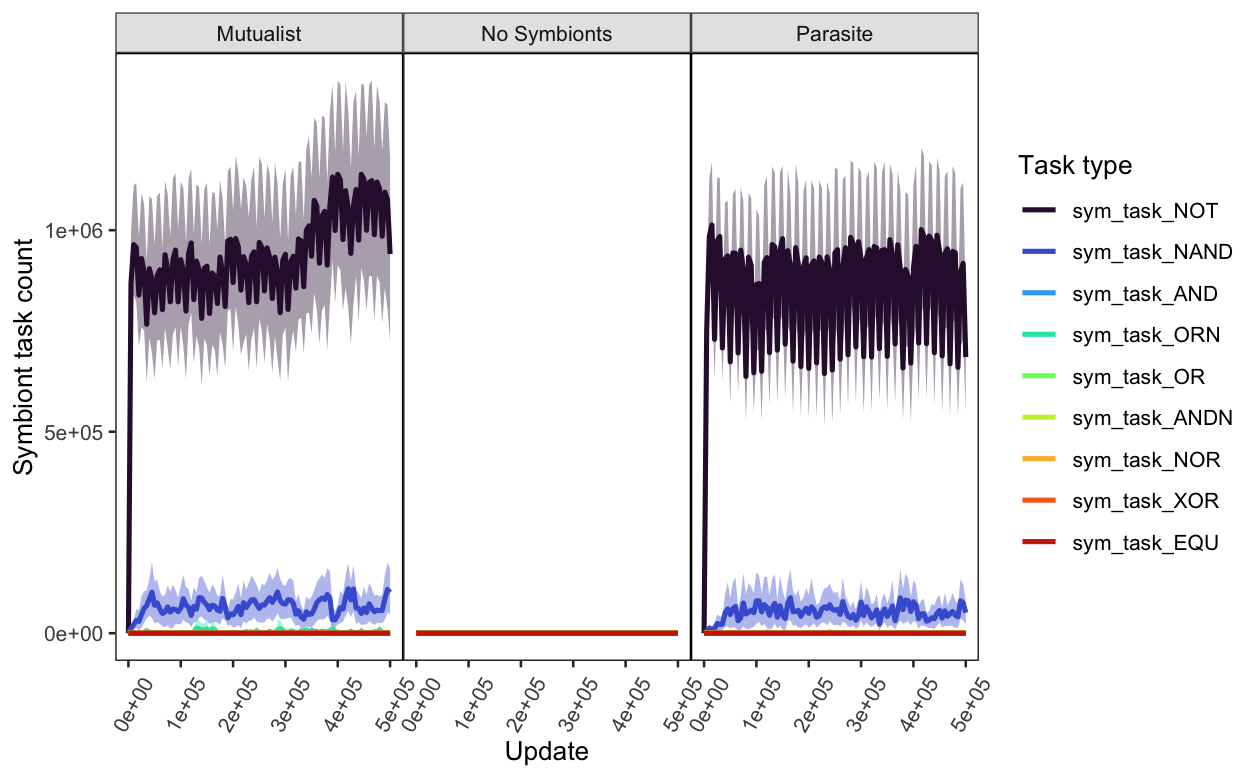 Mutualist
No Symbionts
Parasite
Symbiont task count
1e+06
5e+05
0e+00
0e+00
1e+05
2e+05
3e+05
4e+05
5e+05
0e+00
1e+05
2e+05
3e+05
4e+05
5e+05
0e+00
1e+05
2e+05
3e+05
4e+05
5e+05
Update
Task type
sym_task_NOT
sym_task_NAND
sym_task_AND
sym_task_ORN
sym_task_OR
sym_task_ANDN
sym_task_NOR
sym_task_XOR
sym_task_EQU